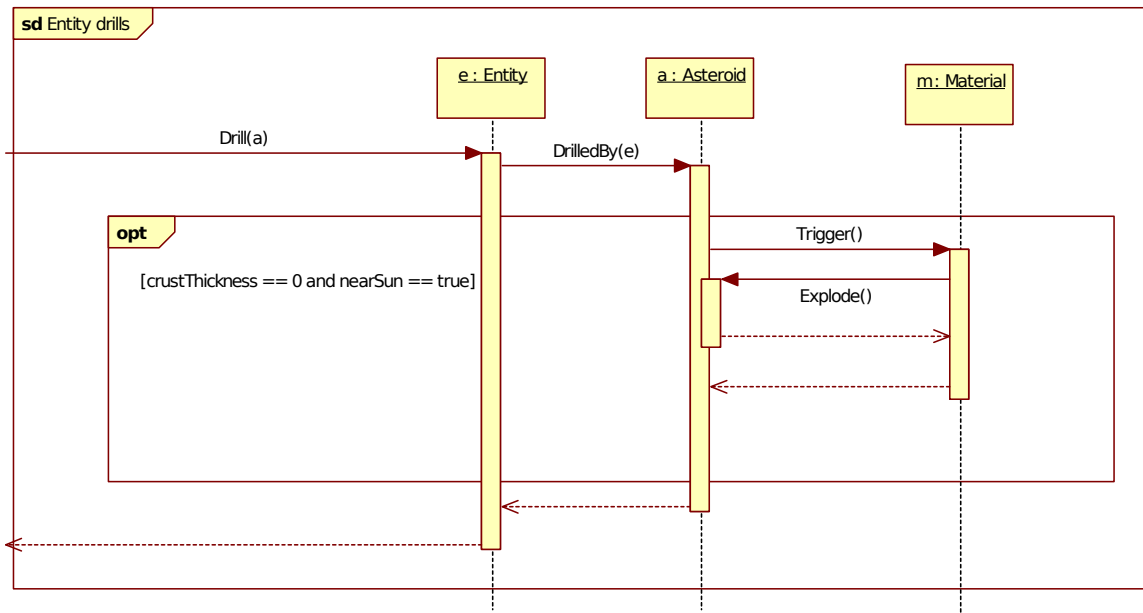 sd Entity drills
e : Entity
a : Asteroid
m : Material
Drill(a)
DrilledBy(e)
opt
Trigger()
[crustThickness == 0 and nearSun == true]
Explode()